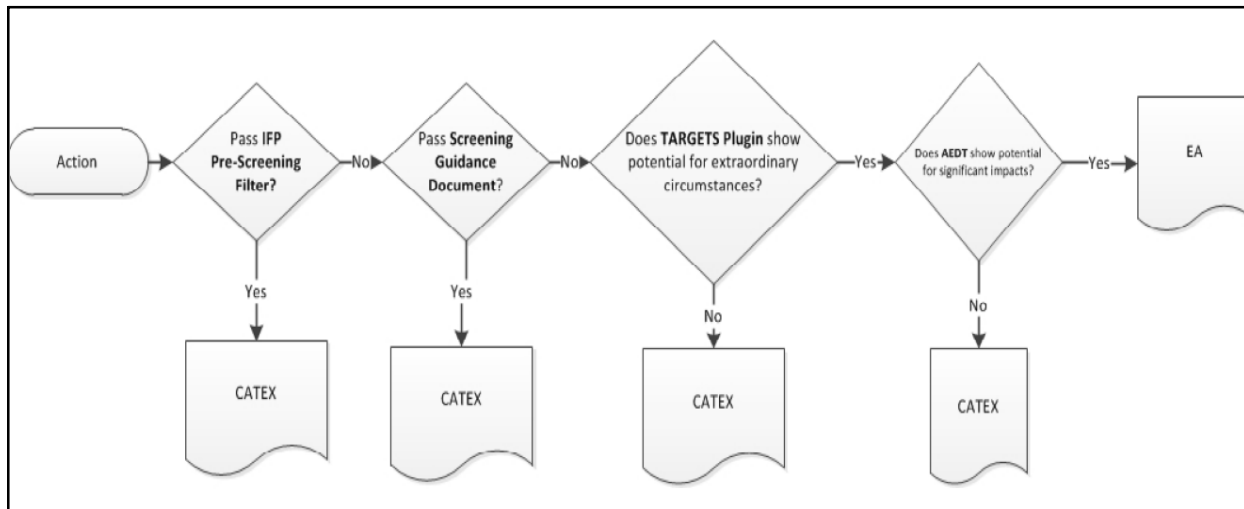 Action
Pass IFP
Pre-Screening
Filter?
No
Pass Screening
Guidance
Document?
No
Does TARGETS Plugin show
potential for extraordinary
circumstances?
Yes
Does AEDT show potential
for significant impacts?
Yes
EA
Yes
Yes
No
No
CATEX
CATEX
CATEX
CATEX